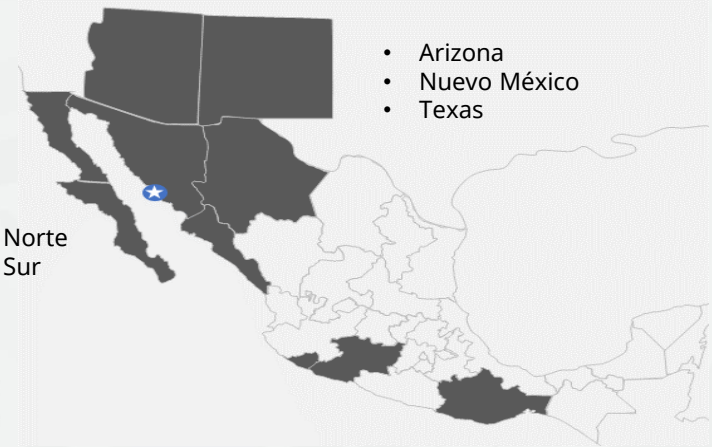 • Arizona
• Nuevo México
• Texas
Norte
Sur